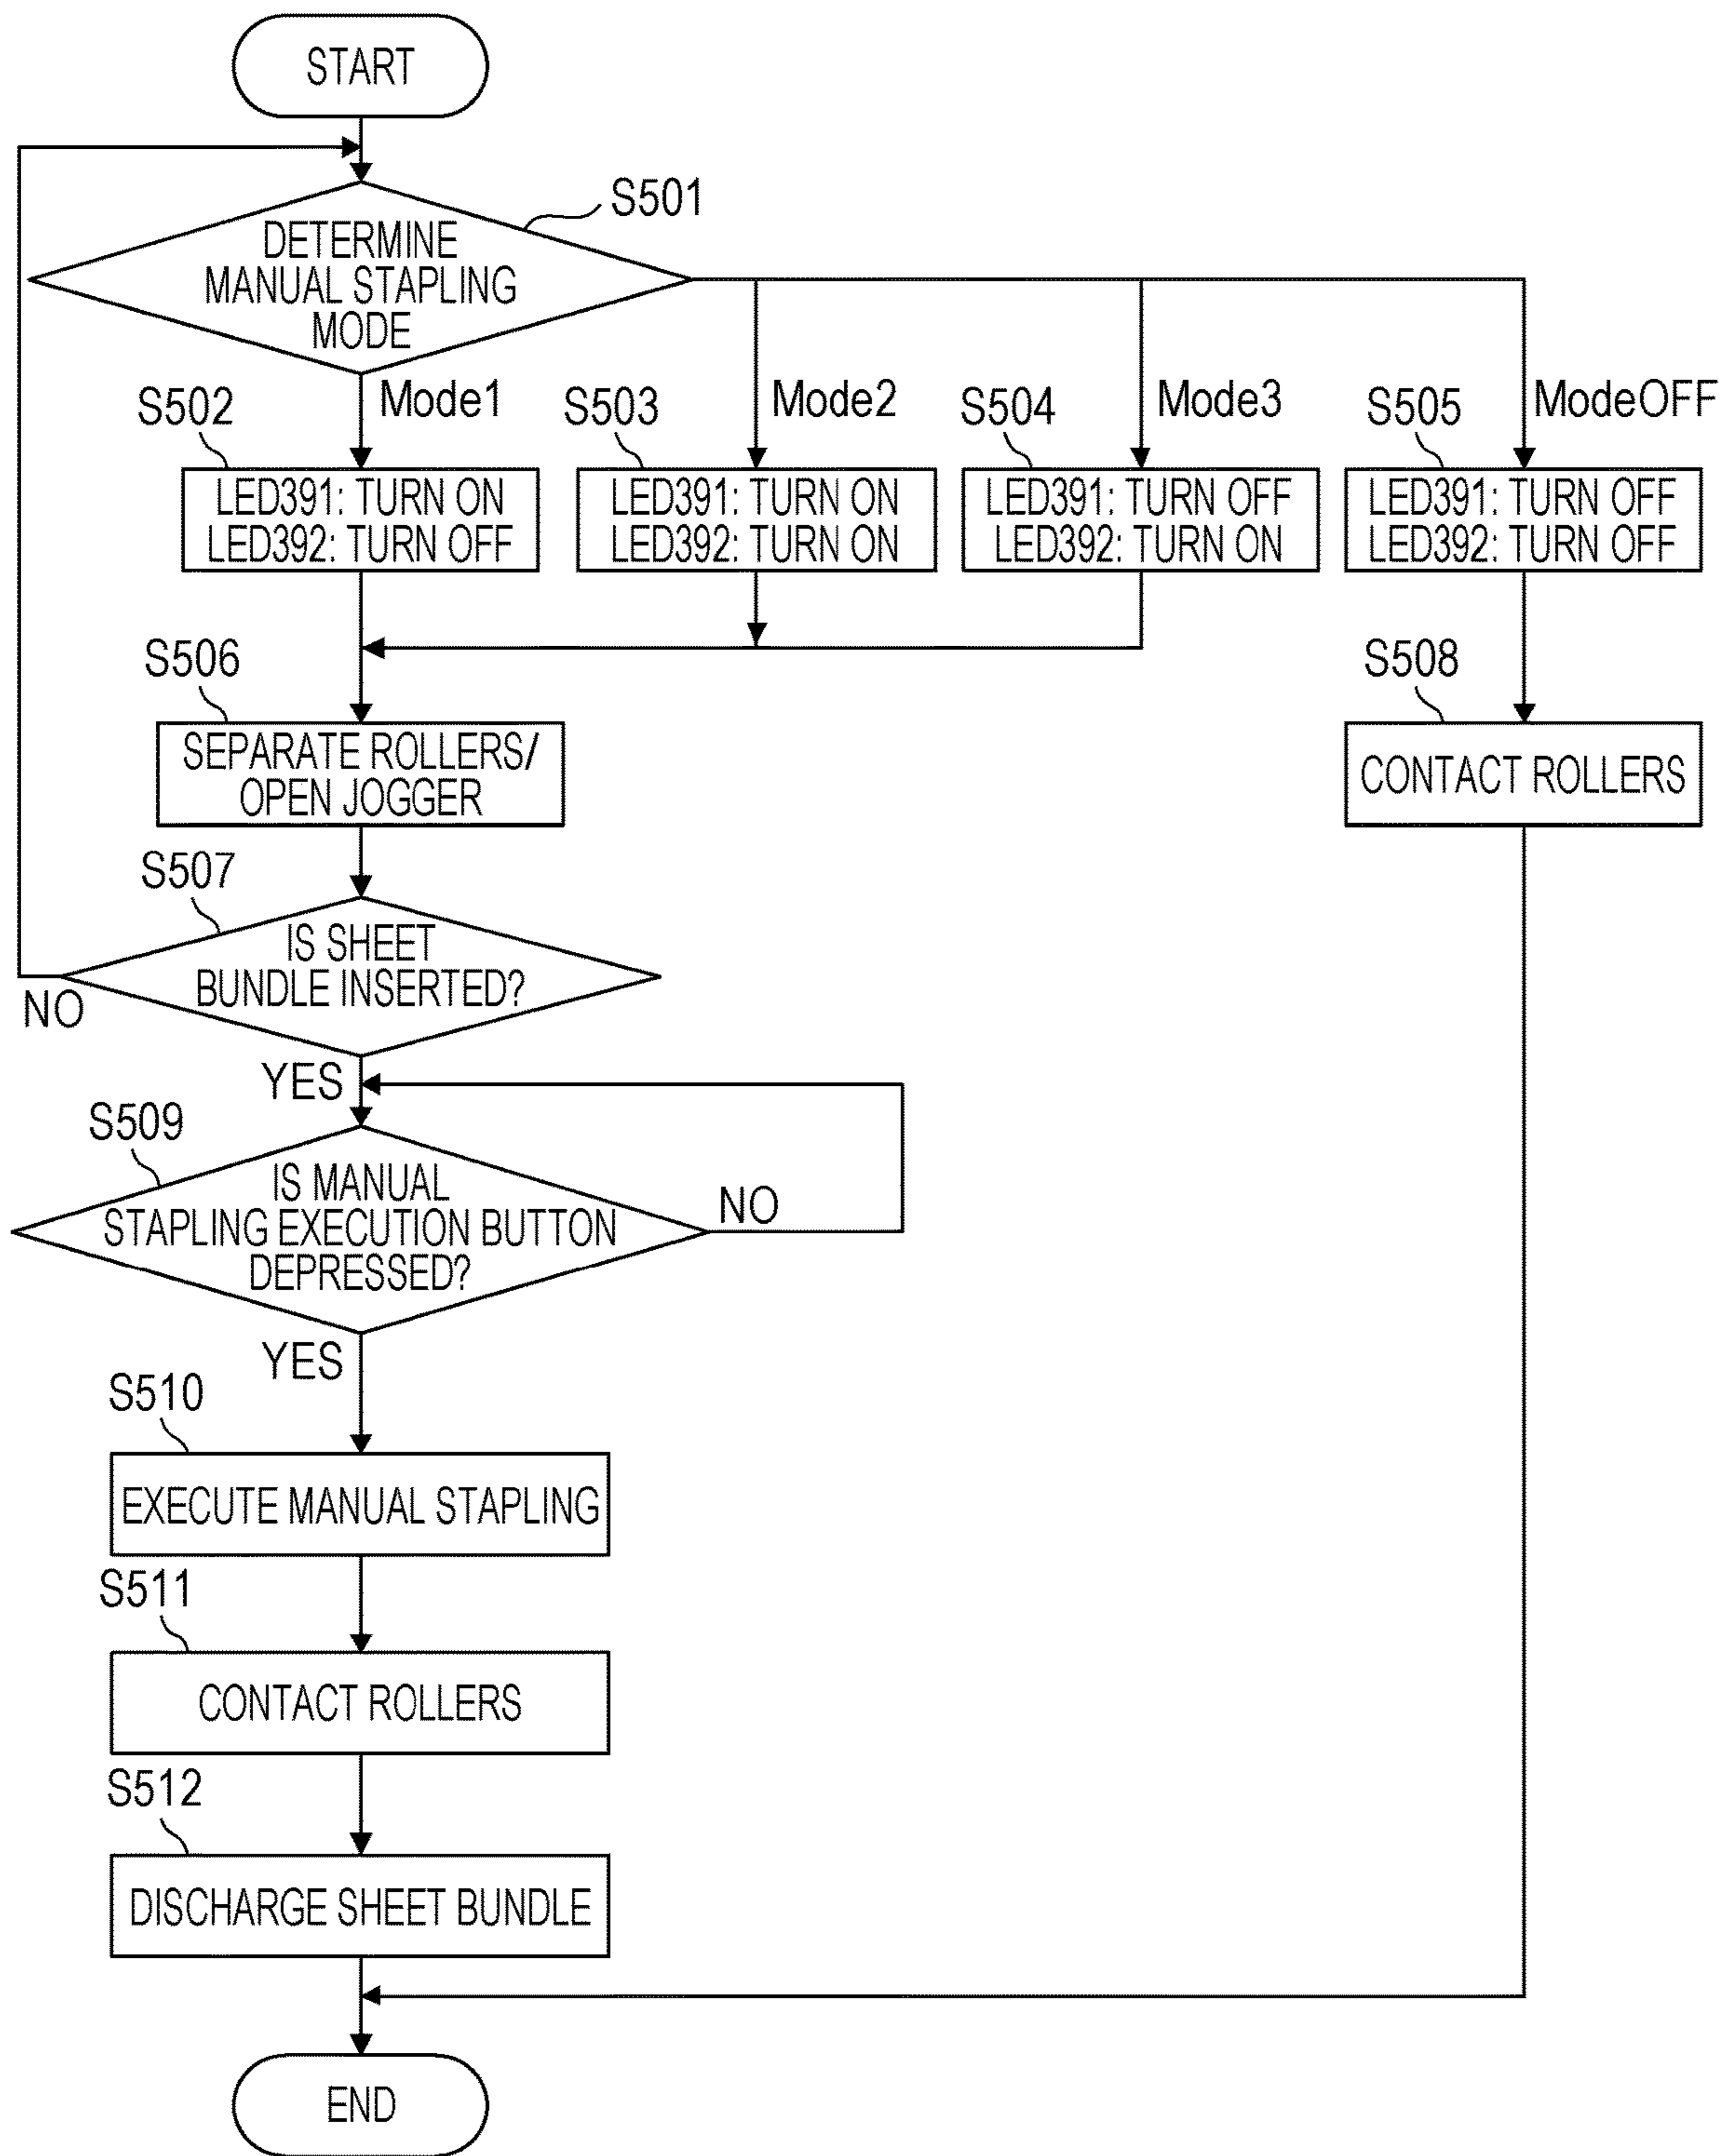 START
S501
DETERMINE
MANUAL STAPLING
MODE
S502
Mode1
S503
Mode2
S504
Mode3
S505
ModeOFF
LED391: TURN ON
LED392: TURN OFF
LED391: TURN ON
LED392: TURN ON
LED391: TURN OFF
LED392: TURN ON
LED391: TURN OFF
LED392: TURN OFF
S506
SEPARATE ROLLERS/
OPEN JOGGER
S508
CONTACT ROLLERS
S507
IS SHEET
BUNDLE INSERTED?
NO
YES
S509
IS MANUAL
STAPLING EXECUTION BUTTON
DEPRESSED?
NO
YES
S510
EXECUTE MANUAL STAPLING
S511
CONTACT ROLLERS
S512
DISCHARGE SHEET BUNDLE
END